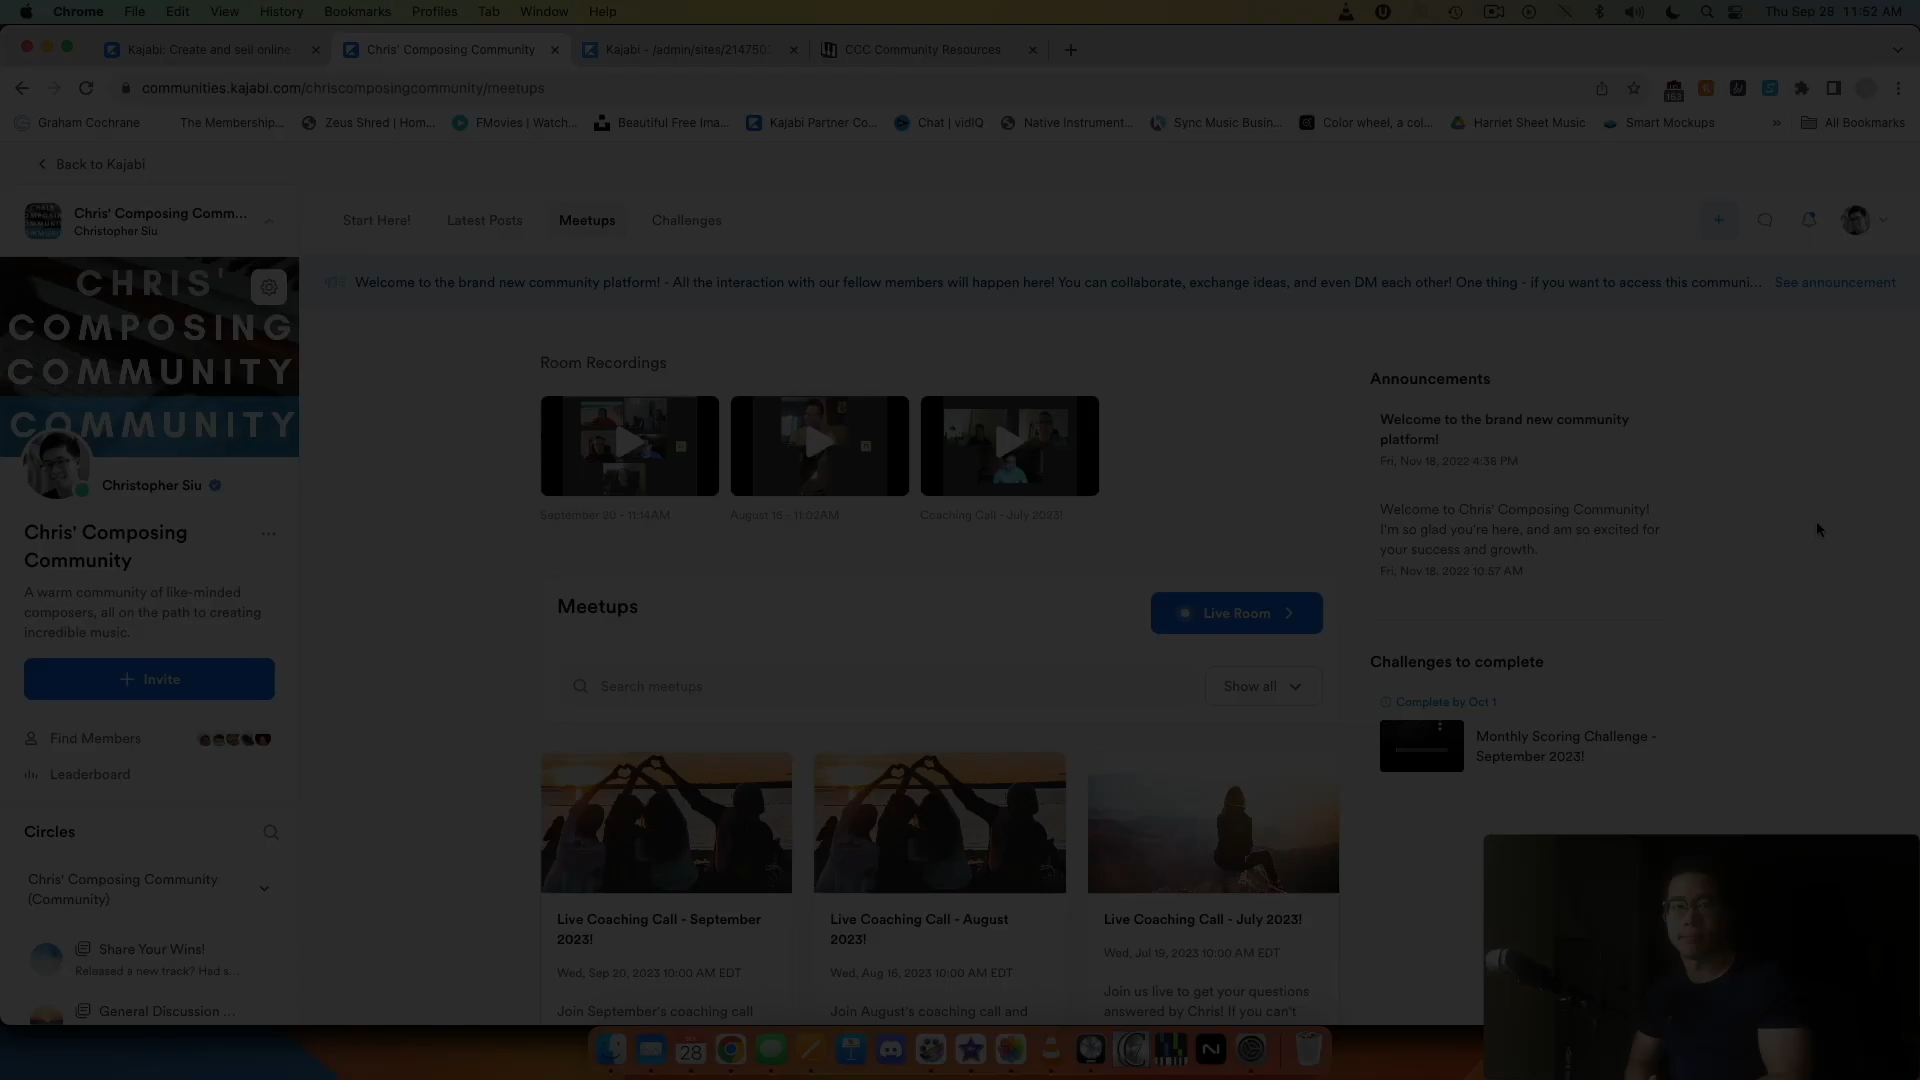 Chrome File Edit View History Bookmarks Profiles Tab Window Help Thu Sep 28 11:52 AM
Kajabi: Create and sell online
Chris' Composing Community
Kajabi - /admin/sites/214750
CCC Community Resources
communities.kajabi.com/chriscomposingcommunity/meetups
163
Graham Cochrane
The Membership...
Zeus Shred | Hom...
FMovies | Watch...
Beautiful Free Ima...
Kajabi Partner Co...
Chat | vidIQ
Native Instrument...
Sync Music Busin...
Color wheel, a col...
Harriet Sheet Music
Smart Mockups
»
All Bookmarks
Back to Kajabi
Chris' Composing Comm...
Christopher Siu
Start Here!
Latest Posts
Meetups
Challenges
CHRIS'
COMPOSING
COMMUNITY
COMMUNITY
Welcome to the brand new community platform! - All the interaction with our fellow members will happen here! You can collaborate, exchange ideas, and even DM each other! One thing - if you want to access this communi...
See announcement
Christopher Siu
Chris' Composing
Community
A warm community of like-minded
composers, all on the path to creating
incredible music.
Invite
Find Members
Leaderboard
Circles
Chris' Composing Community
(Community)
Share Your Wins!
Released a new track? Had s...
General Discussion ...
Room Recordings
September 20 - 11:14AM
August 16 - 11:02AM
Coaching Call - July 2023!
Meetups
Live Room
Search meetups
Show all
Live Coaching Call - September
2023!
Wed, Sep 20, 2023 10:00 AM EDT
Join September's coaching call
Live Coaching Call - August
2023!
Wed, Aug 16, 2023 10:00 AM EDT
Join August's coaching call and
Live Coaching Call - July 2023!
Wed, Jul 19, 2023 10:00 AM EDT
Join us live to get your questions
answered by Chris! If you can't
Announcements
Welcome to the brand new community
platform!
Fri, Nov 18, 2022 4:38 PM
Welcome to Chris' Composing Community!
I'm so glad you're here, and am so excited for
your success and growth.
Fri, Nov 18, 2022 10:57 AM
Challenges to complete
Complete by Oct 1
Monthly Scoring Challenge -
September 2023!
28